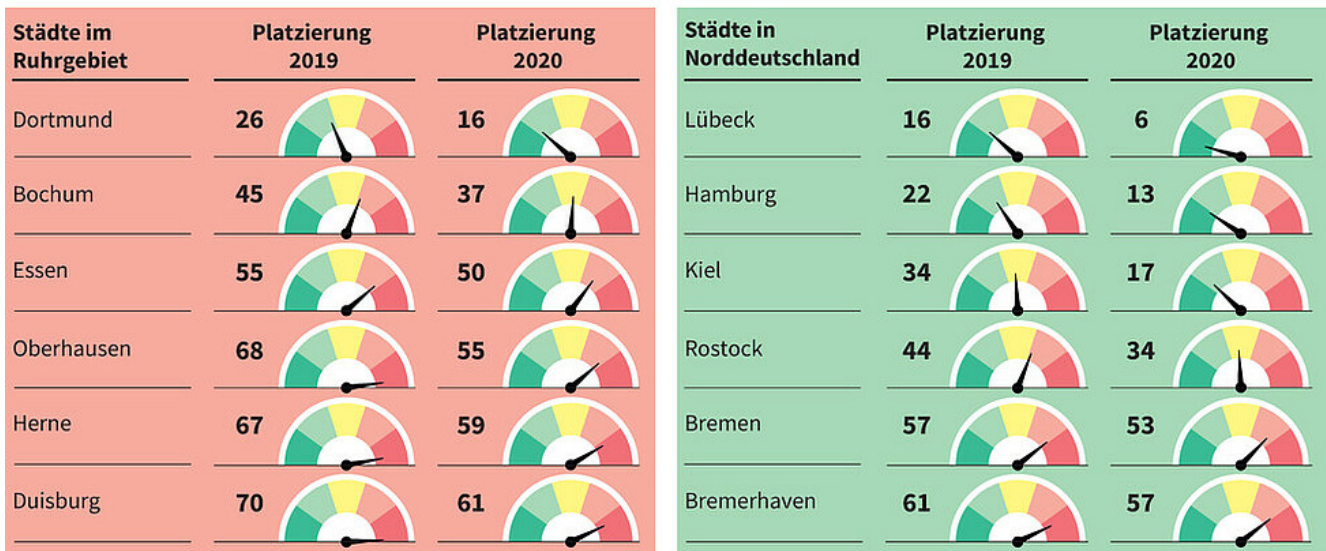 Städte im Ruhrgebiet Platzierung 2019 Platzierung 2020
Dortmund 26 16
Bochum 45 37
Essen 55 50
Oberhausen 68 55
Herne 67 59
Duisburg 70 61
Städte in Norddeutschland Platzierung 2019 Platzierung 2020
Lübeck 16 6
Hamburg 22 13
Kiel 34 17
Rostock 44 34
Bremen 57 53
Bremerhaven 61 57